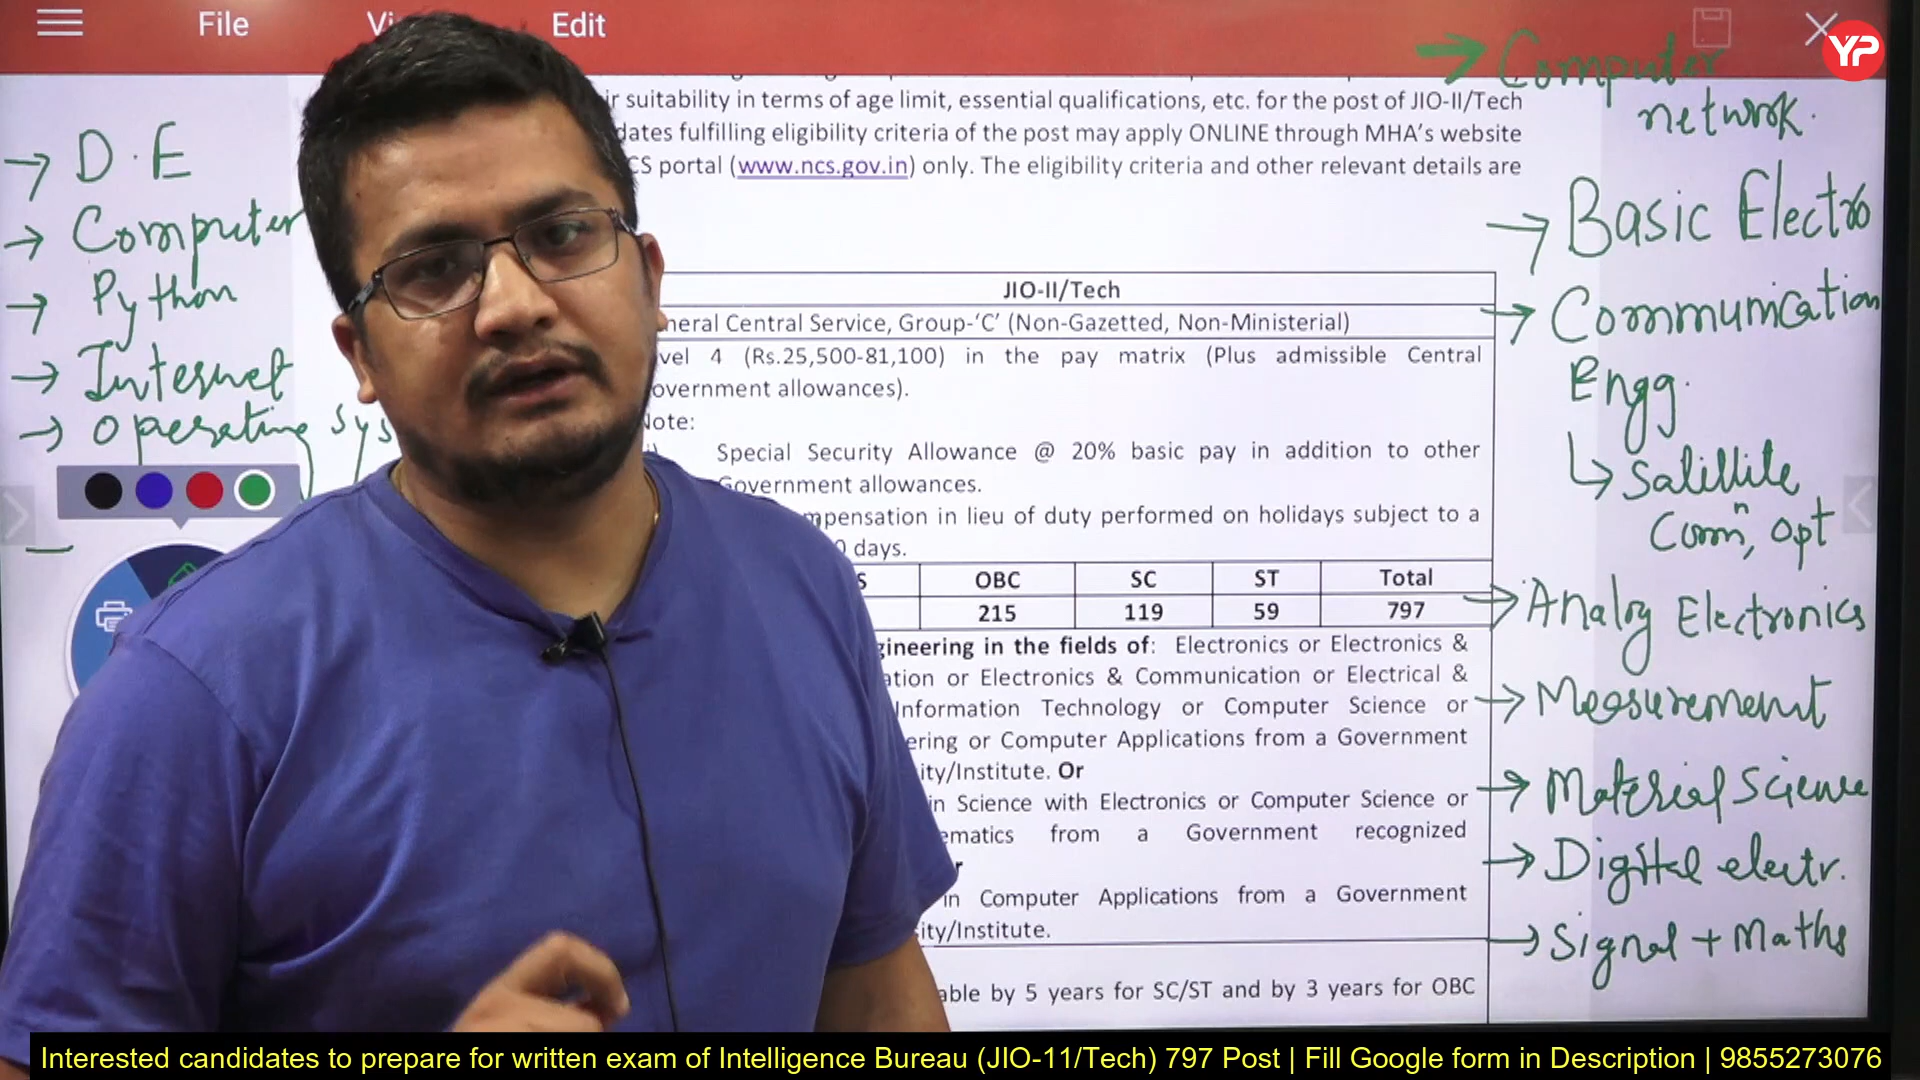 File
Edit
YP
→ Computer
network.
ir suitability in terms of age limit, essential qualifications, etc. for the post of JIO-II/Tech
dates fulfilling eligibility criteria of the post may apply ONLINE through MHA's website
CS portal (www.ncs.gov.in) only. The eligibility criteria and other relevant details are
→ D.E
→ Computer
→ Python
→ Internet
→ operating sys
JIO-II/Tech
neral Central Service, Group-'C' (Non-Gazetted, Non-Ministerial)
vel 4 (Rs.25,500-81,100) in the pay matrix (Plus admissible Central
overnment allowances).
Note:
Special Security Allowance @ 20% basic pay in addition to other
Government allowances.
mpensation in lieu of duty performed on holidays subject to a
0 days.
S OBC SC ST Total
215 119 59 797
gineering in the fields of: Electronics or Electronics &
ation or Electronics & Communication or Electrical &
Information Technology or Computer Science or
ering or Computer Applications from a Government
ity/Institute. Or
in Science with Electronics or Computer Science or
ematics from a Government recognized
r
in Computer Applications from a Government
ity/Institute.
able by 5 years for SC/ST and by 3 years for OBC
→ Basic Electro
→ Communication
Engg.
↳ Satillite
Comm^n, opt
→ Analog Electronics
→ Measurement
→ Material Science
→ Digital electr.
→ Signal + Maths
Interested candidates to prepare for written exam of Intelligence Bureau (JIO-11/Tech) 797 Post | Fill Google form in Description | 9855273076